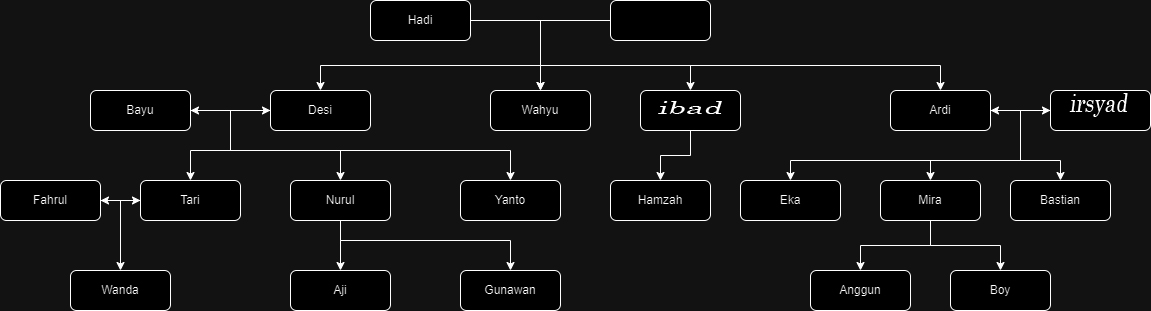 Hadi
Bayu
Desi
Wahyu
ibad
Ardi
irsyad
Fahrul
Tari
Nurul
Yanto
Hamzah
Eka
Mira
Bastian
Wanda
Aji
Gunawan
Anggun
Boy